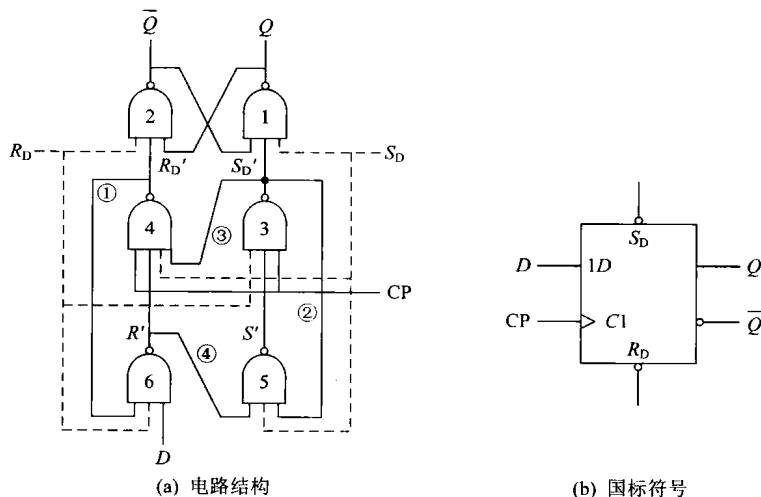 Q̅
Q
2
1
R_D
R_D′
S_D′
S_D
①
4
③
3
CP
②
R′
④
S′
6
5
D
(a) 电路结构
S_D
D
1D
Q
CP
C1
Q̅
R_D
(b) 国标符号